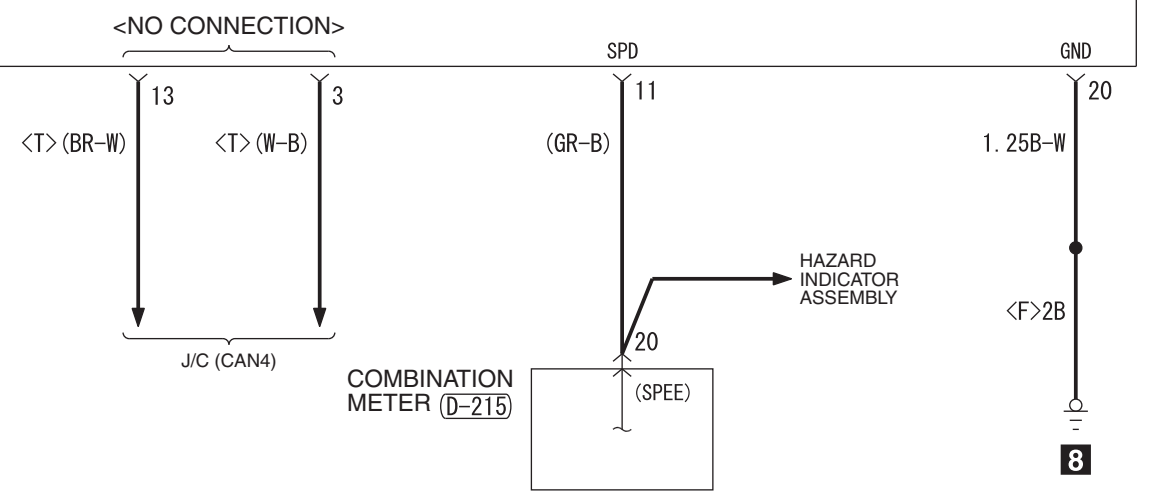 <NO CONNECTION>
SPD
GND
13
3
11
20
<T>(BR-W)
<T>(W-B)
(GR-B)
1. 25B-W
HAZARD
INDICATOR
ASSEMBLY
<F>2B
20
J/C (CAN4)
COMBINATION
METER D-215
(SPEE)
8